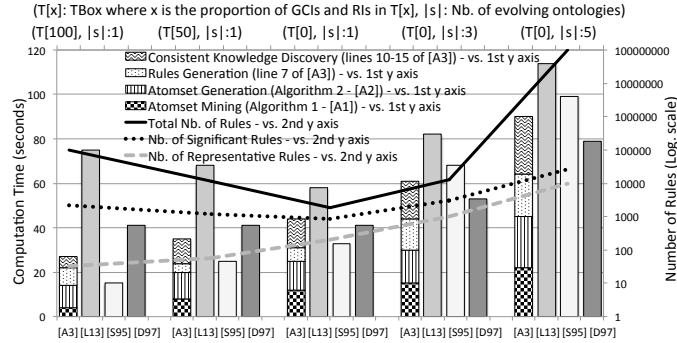 (T[x]: TBox where x is the proportion of GCIs and RIs in T[x], |s|: Nb. of evolving ontologies)
(T[100], |s|:1) (T[50], |s|:1) (T[0], |s|:1) (T[0], |s|:3) (T[0], |s|:5)
Computation Time (seconds)
120
100
80
60
40
20
0
Consistent Knowledge Discovery (lines 10-15 of [A3]) - vs. 1st y axis
Rules Generation (line 7 of [A3]) - vs. 1st y axis
Atomset Generation (Algorithm 2 - [A2]) - vs. 1st y axis
Atomset Mining (Algorithm 1 - [A1]) - vs. 1st y axis
Total Nb. of Rules - vs. 2nd y axis
Nb. of Significant Rules - vs. 2nd y axis
Nb. of Representative Rules - vs. 2nd y axis
100000000
10000000
1000000
100000
10000
1000
100
10
1
Number of Rules (Log. scale)
[A3] [L13] [S95] [D97] [A3] [L13] [S95] [D97] [A3] [L13] [S95] [D97] [A3] [L13] [S95] [D97] [A3] [L13] [S95] [D97]